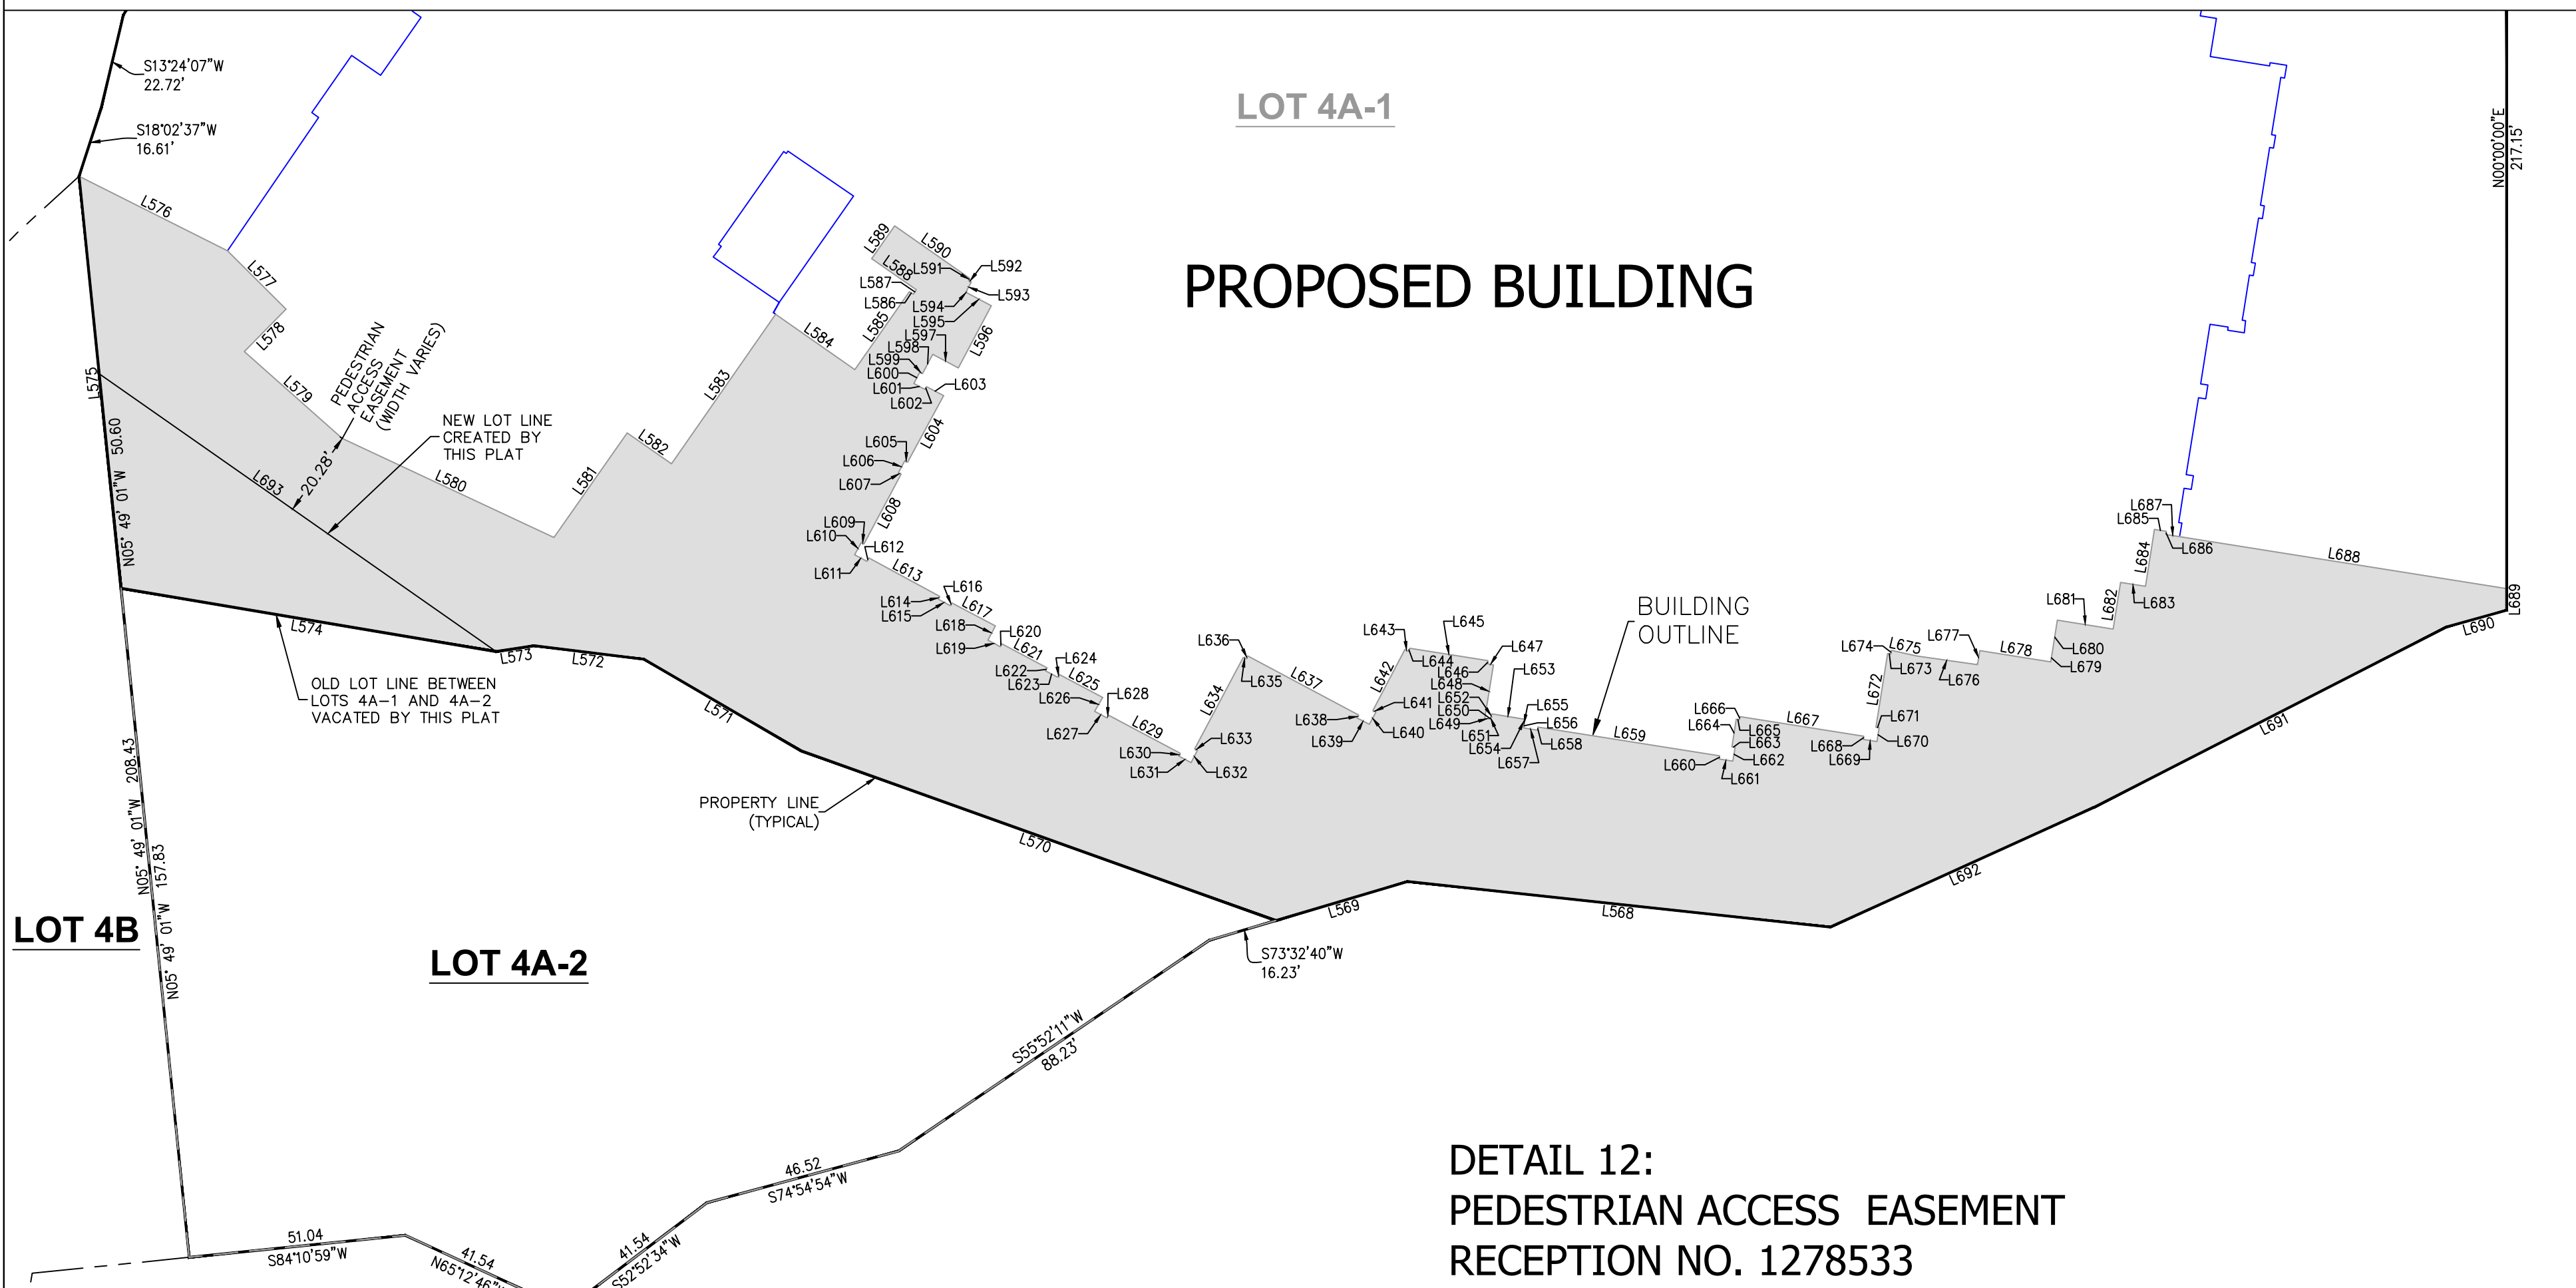 S13°24'07"W
22.72'
S18°02'37"W
16.61'
LOT 4A-1
N00°00'00"E
217.15'
PROPOSED BUILDING
L576
L577
L578
L579
PEDESTRIAN
ACCESS
EASEMENT
(WIDTH VARIES)
20.28'
NEW LOT LINE
CREATED BY
THIS PLAT
L575
N05° 49' 01"W 50.60
L693
L580
L581
L582
L583
L584
L585
L586
L587
L588
L589
L590
L591
L592
L593
L594
L595
L596
L597
L598
L599
L600
L601
L602
L603
L604
L605
L606
L607
L608
L609
L610
L611
L612
L613
L614
L615
L616
L617
L618
L619
L620
L621
L622
L623
L624
L625
L626
L627
L628
L629
L630
L631
L632
L633
L634
L635
L636
L637
L638
L639
L640
L641
L642
L643
L644
L645
L646
L647
L648
L649
L650
L651
L652
L653
L654
L655
L656
L657
L658
BUILDING
OUTLINE
L659
L660
L661
L662
L663
L664
L665
L666
L667
L668
L669
L670
L671
L672
L673
L674
L675
L676
L677
L678
L679
L680
L681
L682
L683
L684
L685
L686
L687
L688
L689
L690
L691
L692
L574
L573
L572
L571
L570
L569
L568
OLD LOT LINE BETWEEN
LOTS 4A-1 AND 4A-2
VACATED BY THIS PLAT
PROPERTY LINE
(TYPICAL)
N05° 49' 01"W 208.43
N05° 49' 01"W 157.83
LOT 4B
LOT 4A-2
S73°32'40"W
16.23'
S55°52'11"W
88.23'
46.52
S74°54'54"W
41.54
S52°52'34"W
51.04
S84°10'59"W
41.54
N65°12'46"W
DETAIL 12:
PEDESTRIAN ACCESS EASEMENT
RECEPTION NO. 1278533